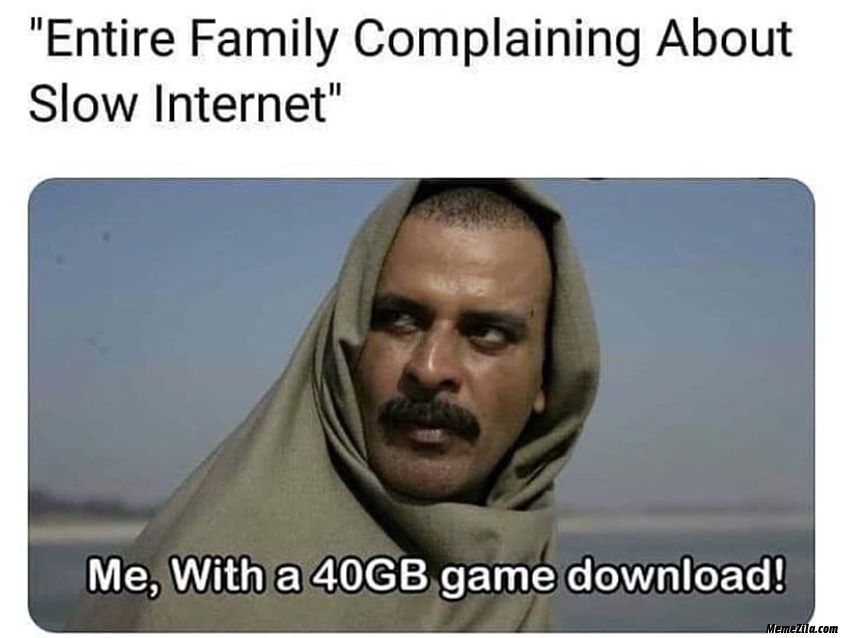 "Entire Family Complaining About
Slow Internet"
Me, With a 40GB game download!
MemeZila.com